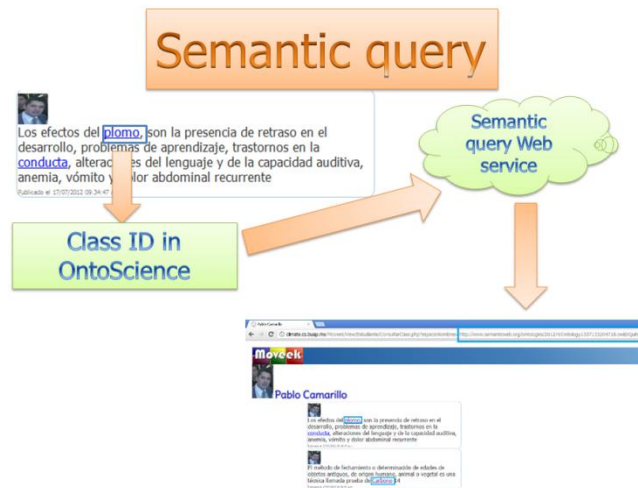 Semantic query
Los efectos del plomo, son la presencia de retraso en el
desarrollo, problemas de aprendizaje, trastornos en la
conducta, alteraciones del lenguaje y de la capacidad auditiva,
anemia, vómito y dolor abdominal recurrente
Publicado el 17/07/2012 09:34:47
Semantic
query Web
service
Class ID in
OntoScience
Pablo Camarillo
Moveek
Pablo Camarillo
Los efectos del plomo, son la presencia de retraso en el
desarrollo, problemas de aprendizaje, trastornos en la
conducta, alteraciones del lenguaje y de la capacidad auditiva,
anemia, vómito y dolor abdominal recurrente
El método de fechamiento o determinación de edades de
objetos antiguos, de origen humano, animal o vegetal es una
técnica llamada prueba de Carbono 14